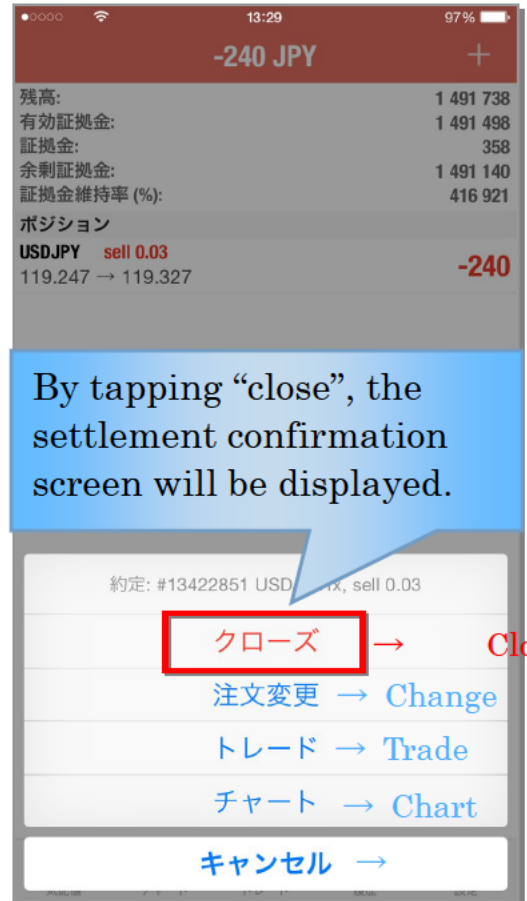 13:29
97%
-240 JPY
+
残高: 1 491 738
有効証拠金: 1 491 498
証拠金: 358
余剰証拠金: 1 491 140
証拠金維持率 (%): 416 921
ポジション
USDJPY sell 0.03
119.247 → 119.327
-240
By tapping “close”, the
settlement confirmation
screen will be displayed.
約定: #13422851 sell 0.03
クローズ →
注文変更 → Change
トレード → Trade
チャート → Chart
キャンセル →